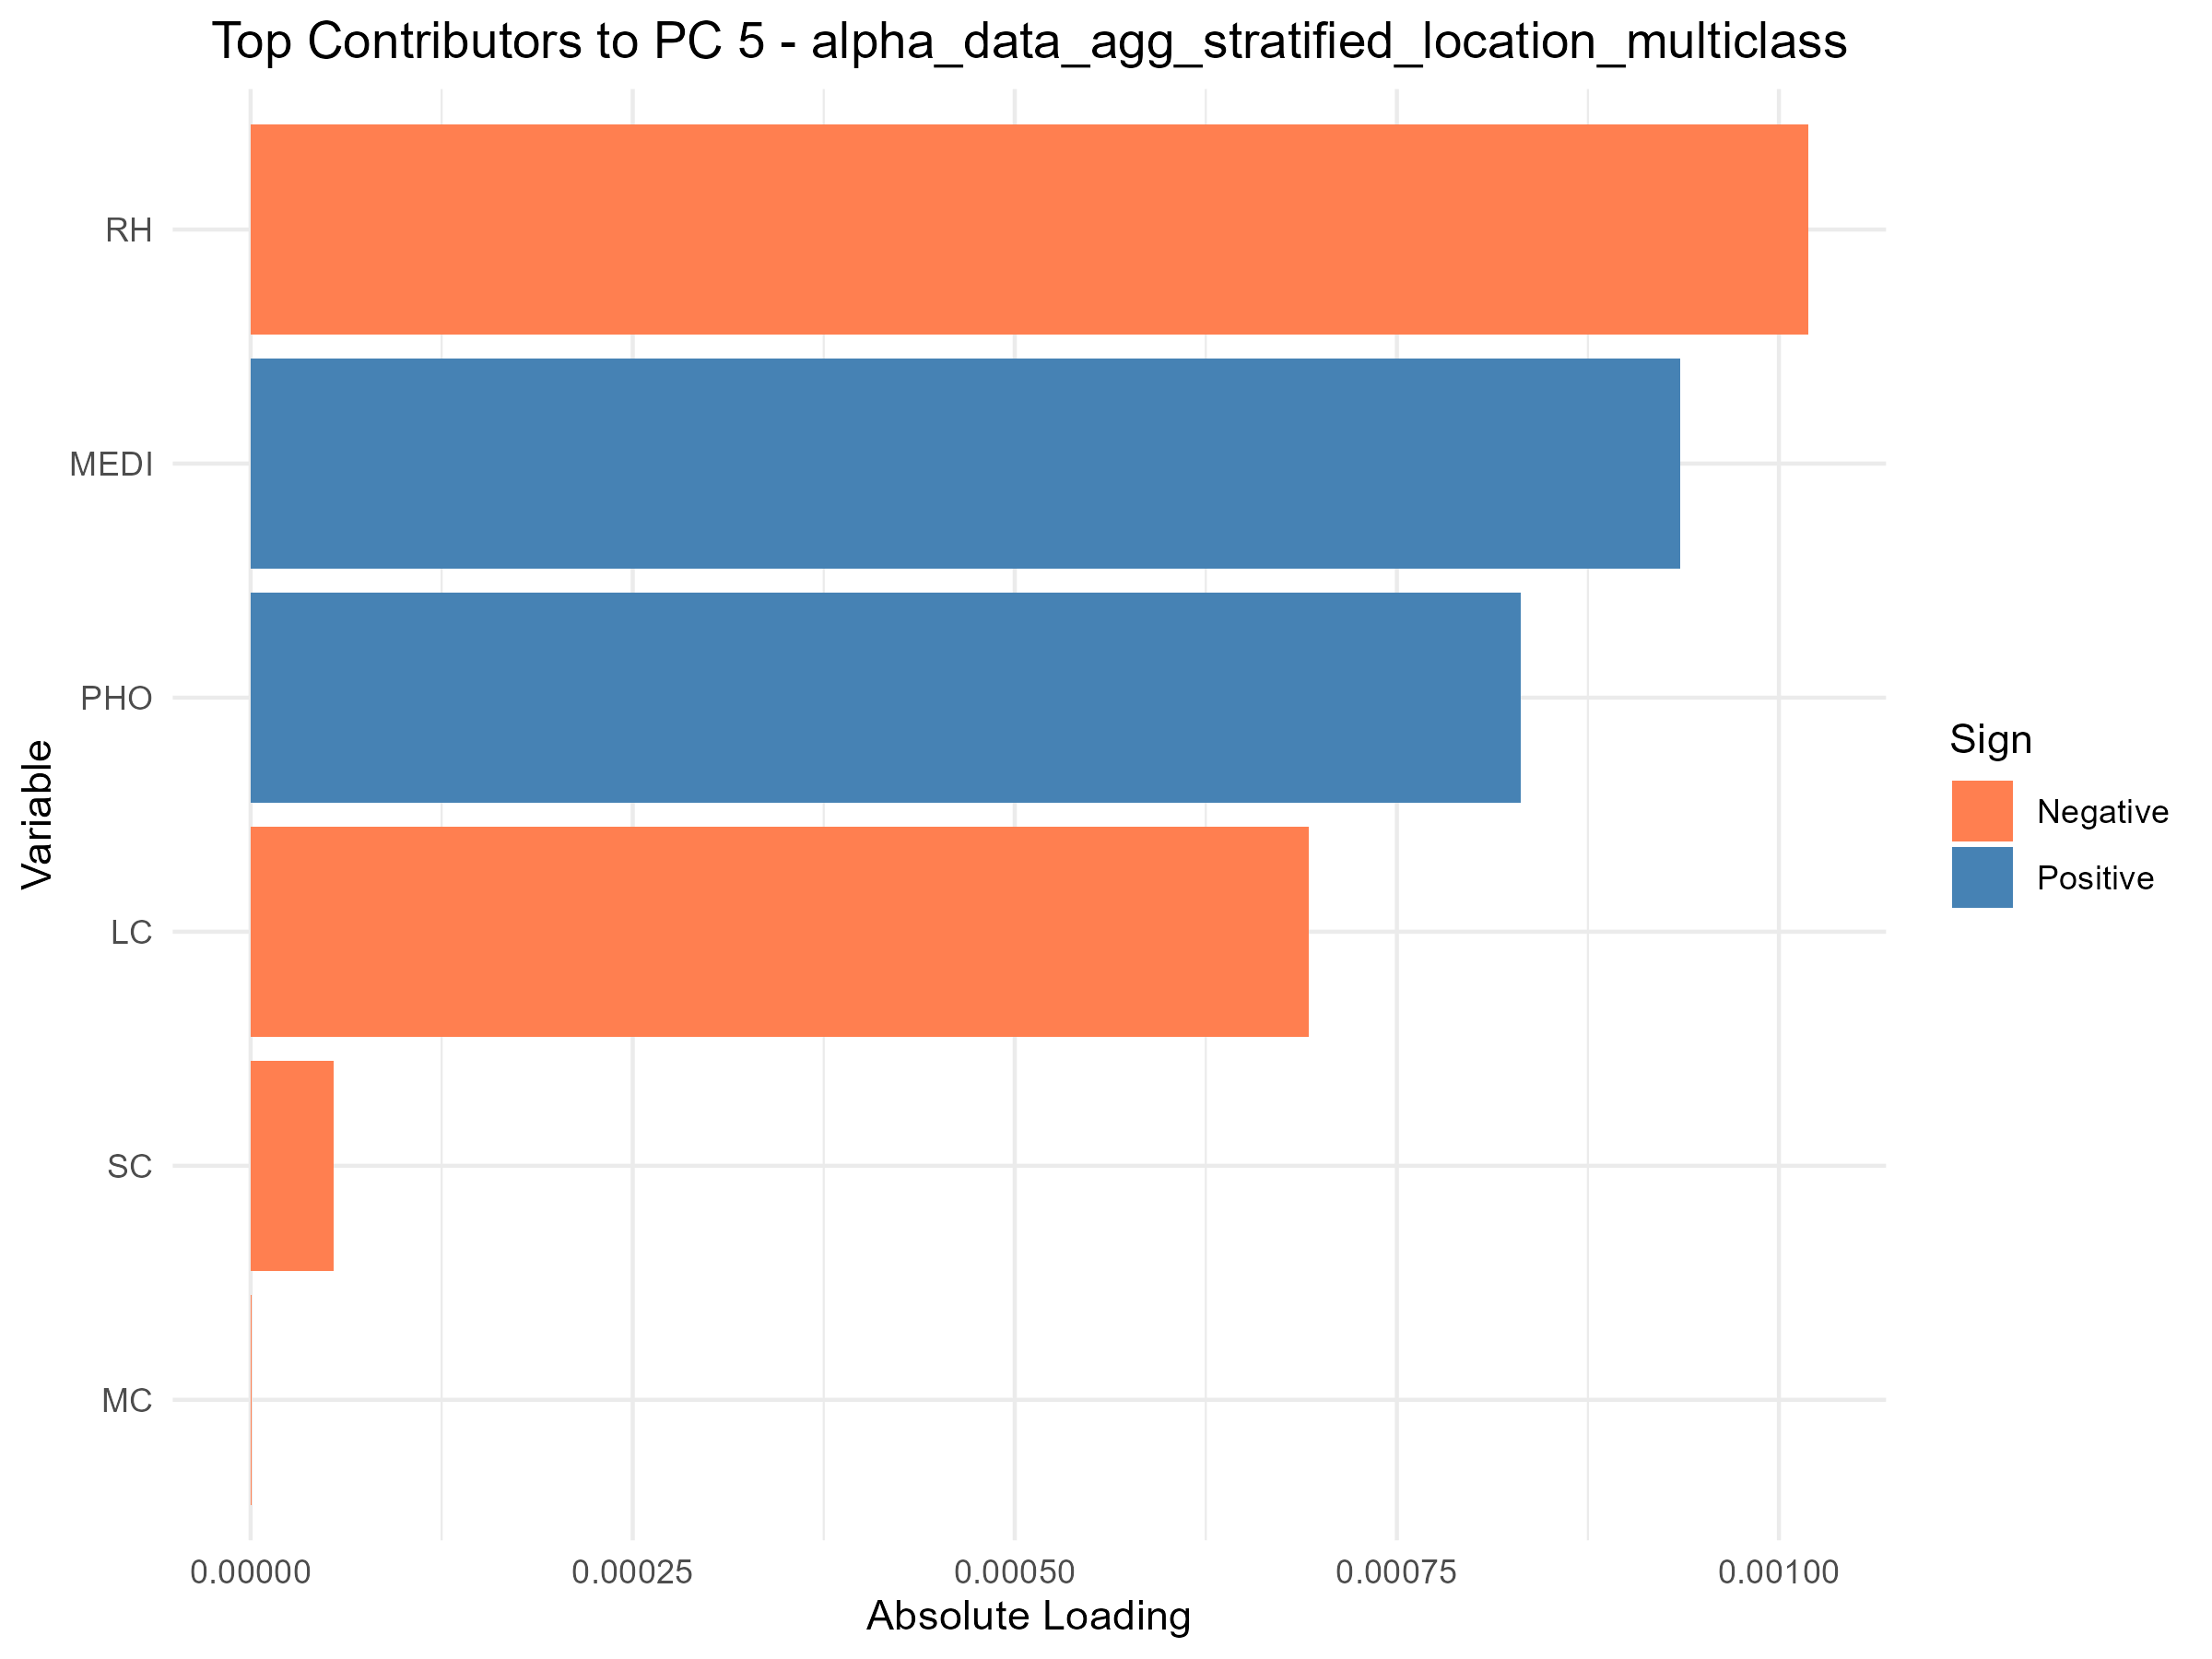 Top Contributors to PC 5 - alpha_data_agg_stratified_location_multiclass
Variable
RH
MEDI
PHO
LC
SC
MC
0.00000 0.00025 0.00050 0.00075 0.00100
Absolute Loading
Sign
Negative
Positive